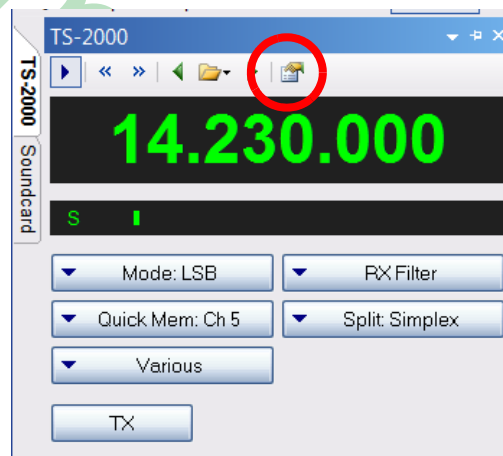 TS-2000
TS-2000
Soundcard
14.230.000
S
Mode: LSB
RX Filter
Quick Mem: Ch 5
Split: Simplex
Various
TX